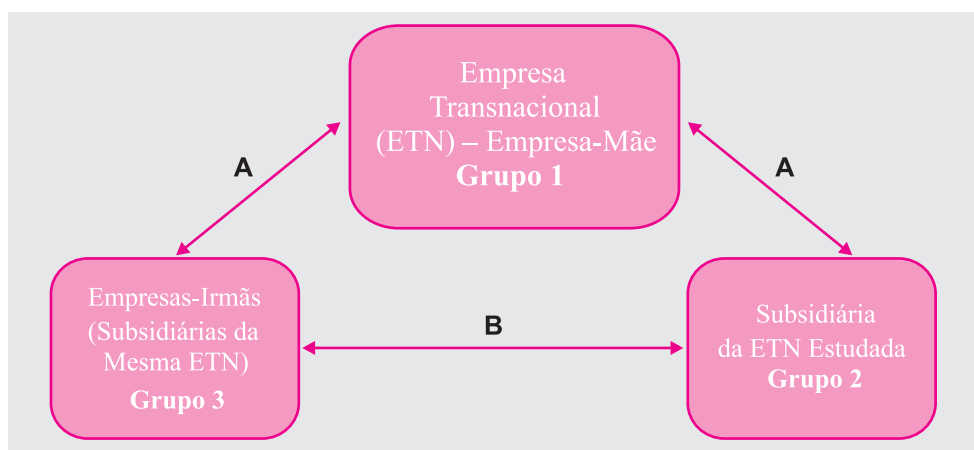 Empresa
Transnacional
(ETN) – Empresa-Mãe
Grupo 1
A
A
Empresas-Irmãs
(Subsidiárias da
Mesma ETN)
Grupo 3
B
Subsidiária
da ETN Estudada
Grupo 2